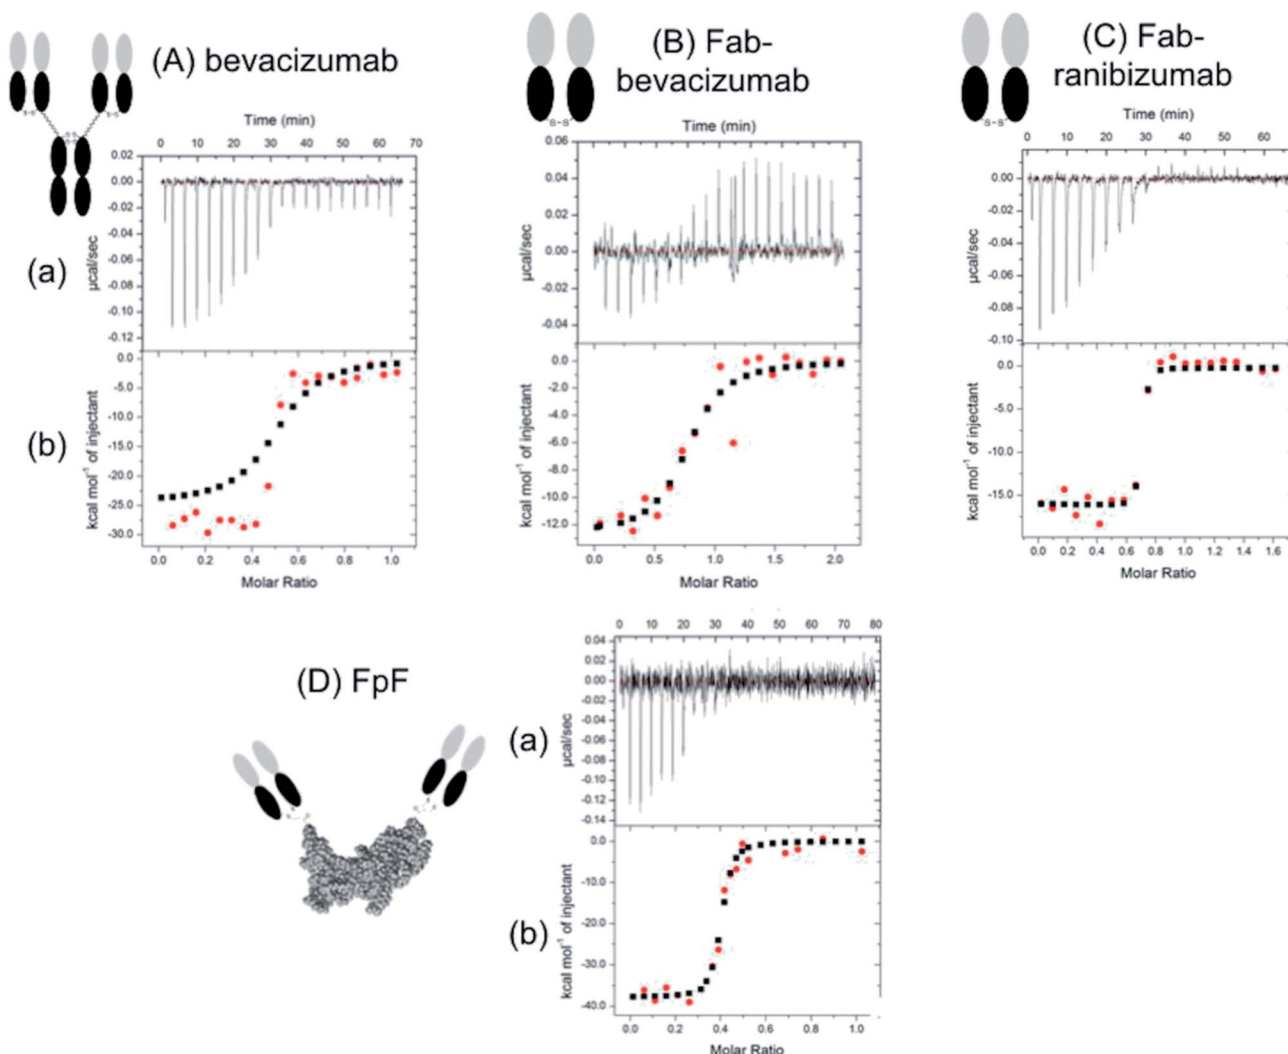 (A) bevacizumab
(B) Fab-
bevacizumab
(C) Fab-
ranibizumab
s-s
s-s
s-s
s-s
Time (min)
0 10 20 30 40 50 60 70
(a)
µcal/sec
0.02
0.00
-0.02
-0.04
-0.06
-0.08
-0.10
-0.12
(b)
kcal mol-1 of injectant
0.0
-5.0
-10.0
-15.0
-20.0
-25.0
-30.0
0.0 0.2 0.4 0.6 0.8 1.0
Molar Ratio
Time (min)
µcal/sec
0.06
0.04
0.02
0.00
-0.02
-0.04
kcal mol-1 of injectant
0.0
-2.0
-4.0
-6.0
-8.0
-10.0
-12.0
0.0 0.5 1.0 1.5 2.0
Molar Ratio
Time (min)
0 10 20 30 40 50 60
µcal/sec
0.00
-0.02
-0.04
-0.06
-0.08
-0.10
kcal mol-1 of injectant
0.0
-5.0
-10.0
-15.0
0.0 0.2 0.4 0.6 0.8 1.0 1.2 1.4 1.6
Molar Ratio
(D) FpF
0 10 20 30 40 50 60 70 80
(a)
µcal/sec
0.04
0.02
0.00
-0.02
-0.04
-0.06
-0.08
-0.10
-0.12
-0.14
(b)
kcal mol-1 of injectant
0.0
-10.0
-20.0
-30.0
-40.0
0.0 0.2 0.4 0.6 0.8 1.0
Molar Ratio